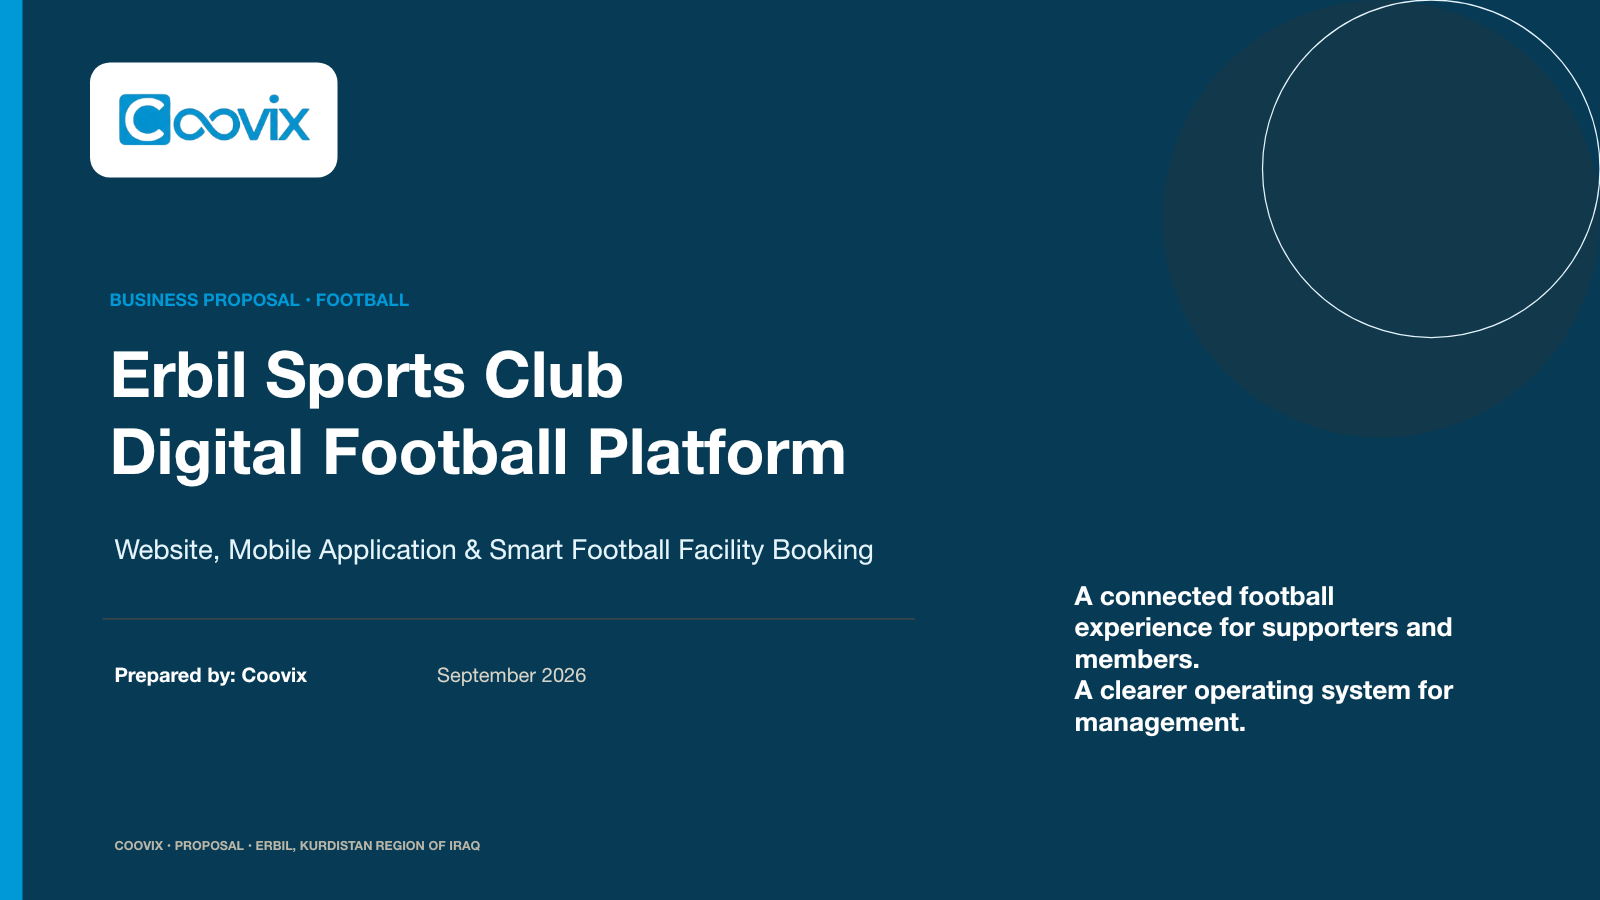 Coovix
BUSINESS PROPOSAL · FOOTBALL
Erbil Sports Club
Digital Football Platform
Website, Mobile Application & Smart Football Facility Booking
Prepared by: Coovix
September 2026
A connected football
experience for supporters and
members.
A clearer operating system for
management.
COOVIX · PROPOSAL · ERBIL, KURDISTAN REGION OF IRAQ